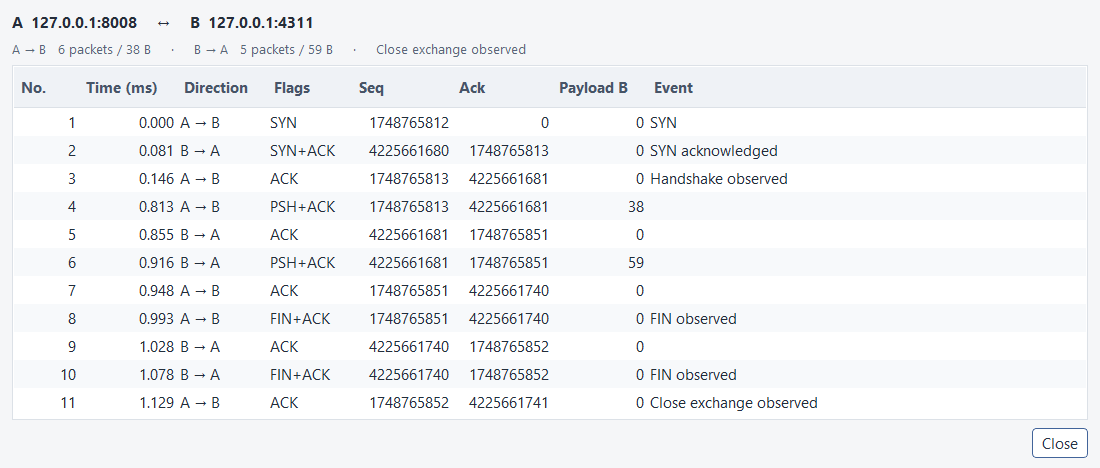 A 127.0.0.1:8008 ↔ B 127.0.0.1:4311
A → B 6 packets / 38 B · B → A 5 packets / 59 B · Close exchange observed
No. Time (ms) Direction Flags Seq Ack Payload B Event
1 0.000 A → B SYN 1748765812 0 0 SYN
2 0.081 B → A SYN+ACK 4225661680 1748765813 0 SYN acknowledged
3 0.146 A → B ACK 1748765813 4225661681 0 Handshake observed
4 0.813 A → B PSH+ACK 1748765813 4225661681 38
5 0.855 B → A ACK 4225661681 1748765851 0
6 0.916 B → A PSH+ACK 4225661681 1748765851 59
7 0.948 A → B ACK 1748765851 4225661740 0
8 0.993 A → B FIN+ACK 1748765851 4225661740 0 FIN observed
9 1.028 B → A ACK 4225661740 1748765852 0
10 1.078 B → A FIN+ACK 4225661740 1748765852 0 FIN observed
11 1.129 A → B ACK 1748765852 4225661741 0 Close exchange observed
Close